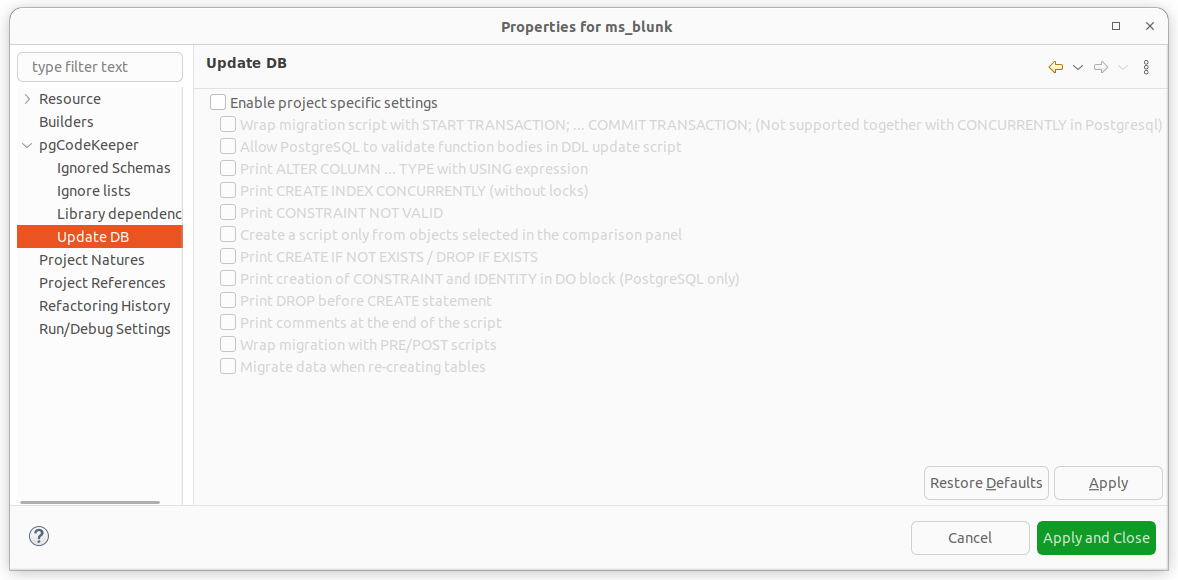 Properties for ms_blunk
type filter text
Resource
Builders
pgCodeKeeper
Ignored Schemas
Ignore lists
Library dependenc
Update DB
Project Natures
Project References
Refactoring History
Run/Debug Settings
Update DB
Enable project specific settings
Wrap migration script with START TRANSACTION; ... COMMIT TRANSACTION; (Not supported together with CONCURRENTLY in Postgresql)
Allow PostgreSQL to validate function bodies in DDL update script
Print ALTER COLUMN ... TYPE with USING expression
Print CREATE INDEX CONCURRENTLY (without locks)
Print CONSTRAINT NOT VALID
Create a script only from objects selected in the comparison panel
Print CREATE IF NOT EXISTS / DROP IF EXISTS
Print creation of CONSTRAINT and IDENTITY in DO block (PostgreSQL only)
Print DROP before CREATE statement
Print comments at the end of the script
Wrap migration with PRE/POST scripts
Migrate data when re-creating tables
Restore Defaults
Apply
?
Cancel
Apply and Close